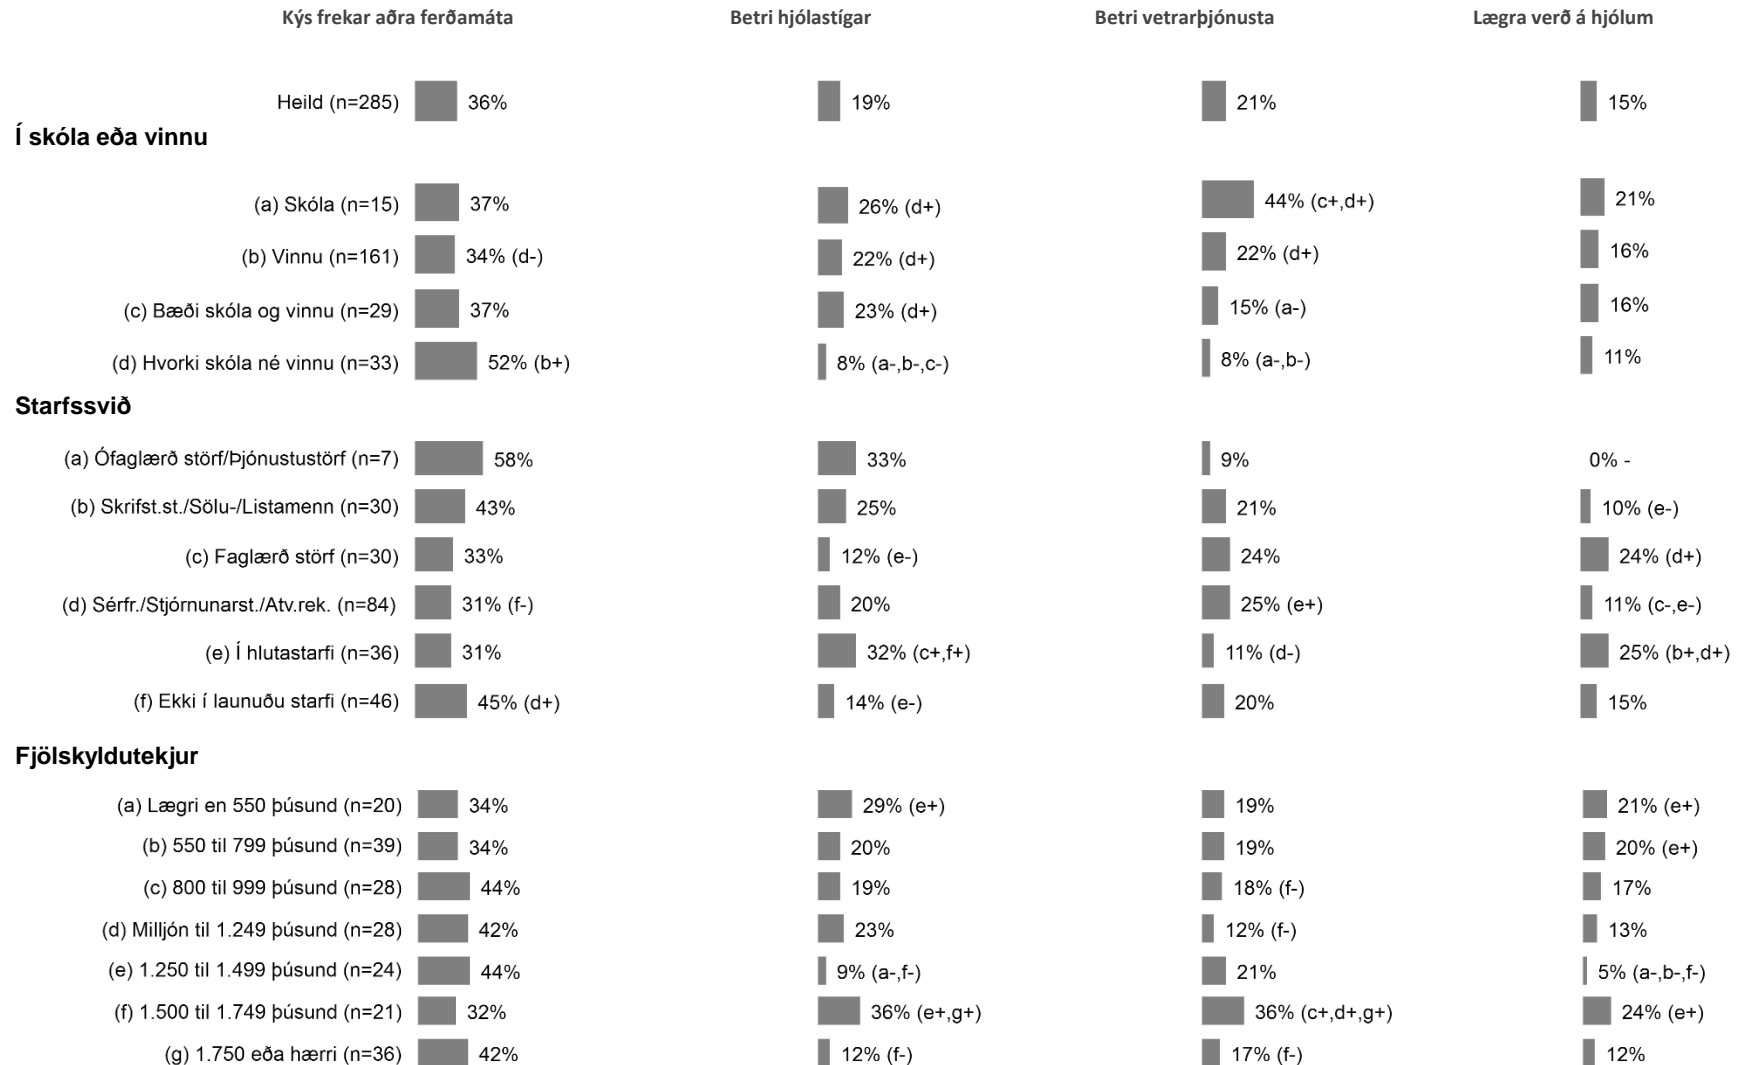 Kýs frekar aðra ferðamáta Betri hjólastígar Betri vetrarþjónusta Lægra verð á hjólum
Heild (n=285) 36% 19% 21% 15%
Í skóla eða vinnu
(a) Skóla (n=15) 37% 26% (d+) 44% (c+,d+) 21%
(b) Vinnu (n=161) 34% (d-) 22% (d+) 22% (d+) 16%
(c) Bæði skóla og vinnu (n=29) 37% 23% (d+) 15% (a-) 16%
(d) Hvorki skóla né vinnu (n=33) 52% (b+) 8% (a-,b-,c-) 8% (a-,b-) 11%
Starfssvið
(a) Ófaglærð störf/Þjónustustörf (n=7) 58% 33% 9% 0% -
(b) Skrifst.st./Sölu-/Listamenn (n=30) 43% 25% 21% 10% (e-)
(c) Faglærð störf (n=30) 33% 12% (e-) 24% 24% (d+)
(d) Sérfr./Stjórnunarst./Atv.rek. (n=84) 31% (f-) 20% 25% (e+) 11% (c-,e-)
(e) Í hlutastarfi (n=36) 31% 32% (c+,f+) 11% (d-) 25% (b+,d+)
(f) Ekki í launuðu starfi (n=46) 45% (d+) 14% (e-) 20% 15%
Fjölskyldutekjur
(a) Lægri en 550 þúsund (n=20) 34% 29% (e+) 19% 21% (e+)
(b) 550 til 799 þúsund (n=39) 34% 20% 19% 20% (e+)
(c) 800 til 999 þúsund (n=28) 44% 19% 18% (f-) 17%
(d) Milljón til 1.249 þúsund (n=28) 42% 23% 12% (f-) 13%
(e) 1.250 til 1.499 þúsund (n=24) 44% 9% (a-,f-) 21% 5% (a-,b-,f-)
(f) 1.500 til 1.749 þúsund (n=21) 32% 36% (e+,g+) 36% (c+,d+,g+) 24% (e+)
(g) 1.750 eða hærri (n=36) 42% 12% (f-) 17% (f-) 12%